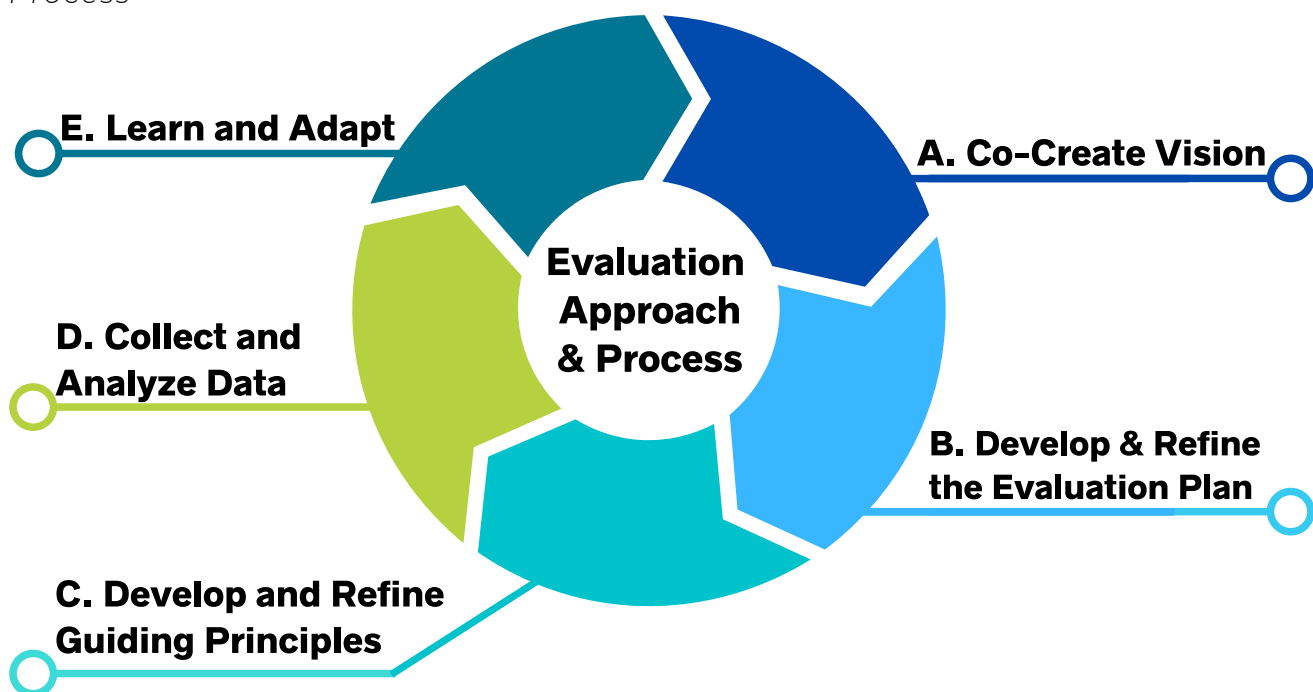 Process
E. Learn and Adapt
A. Co-Create Vision
Evaluation
Approach
& Process
D. Collect and
Analyze Data
B. Develop & Refine
the Evaluation Plan
C. Develop and Refine
Guiding Principles